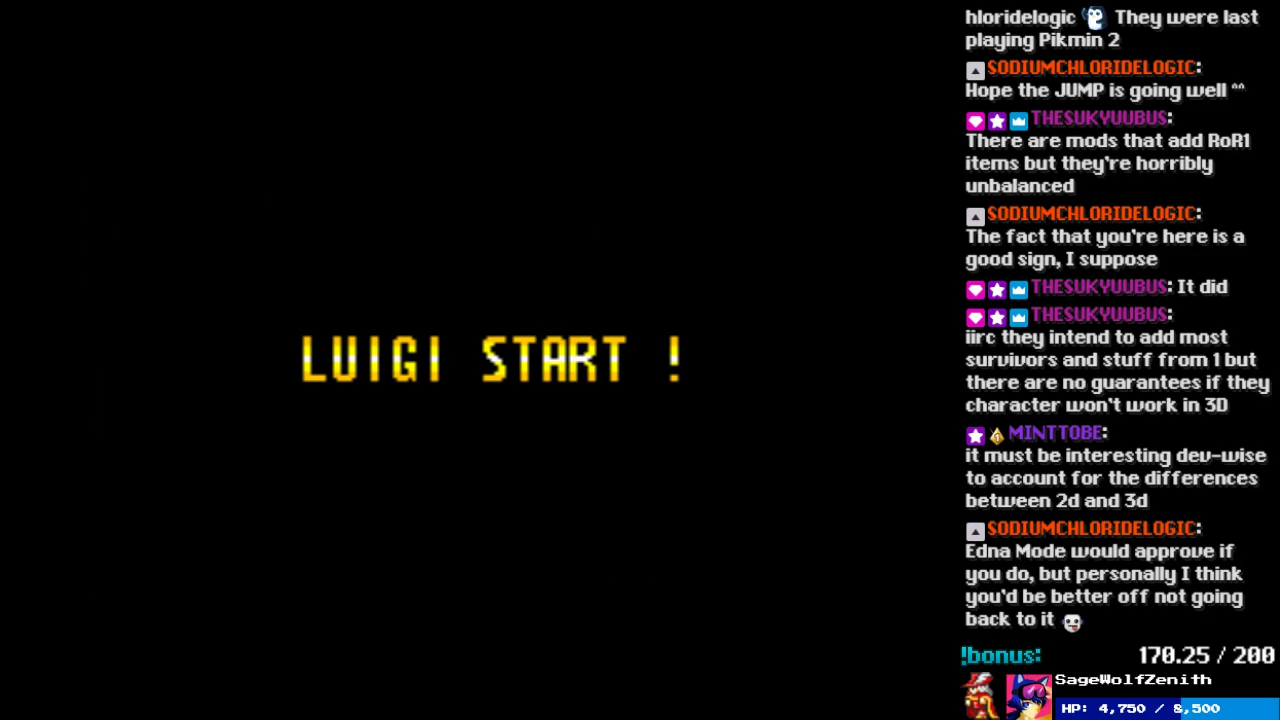 LUIGI START !
hloridelogic They were last
playing Pikmin 2
SODIUMCHLORIDELOGIC:
Hope the JUMP is going well ^^
THESUKYUUBUS:
There are mods that add RoR1
items but they're horribly
unbalanced
SODIUMCHLORIDELOGIC:
The fact that you're here is a
good sign, I suppose
THESUKYUUBUS: It did
THESUKYUUBUS:
iirc they intend to add most
survivors and stuff from 1 but
there are no guarantees if they
character won't work in 3D
MINTTOBE:
it must be interesting dev-wise
to account for the differences
between 2d and 3d
SODIUMCHLORIDELOGIC:
Edna Mode would approve if
you do, but personally I think
you'd be better off not going
back to it
!bonus: 170.25 / 200
SageWolfZenith
HP: 4,750 / 8,500